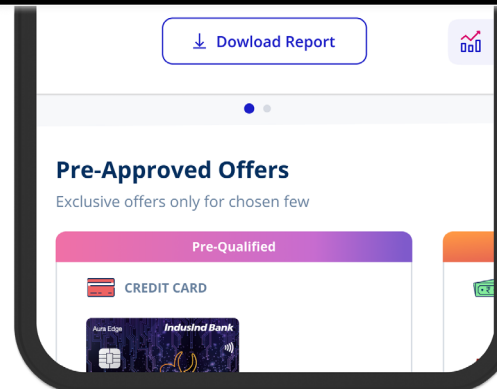 Dowload Report
Pre-Approved Offers
Exclusive offers only for chosen few
Pre-Qualified
CREDIT CARD
Aura Edge
IndusInd Bank